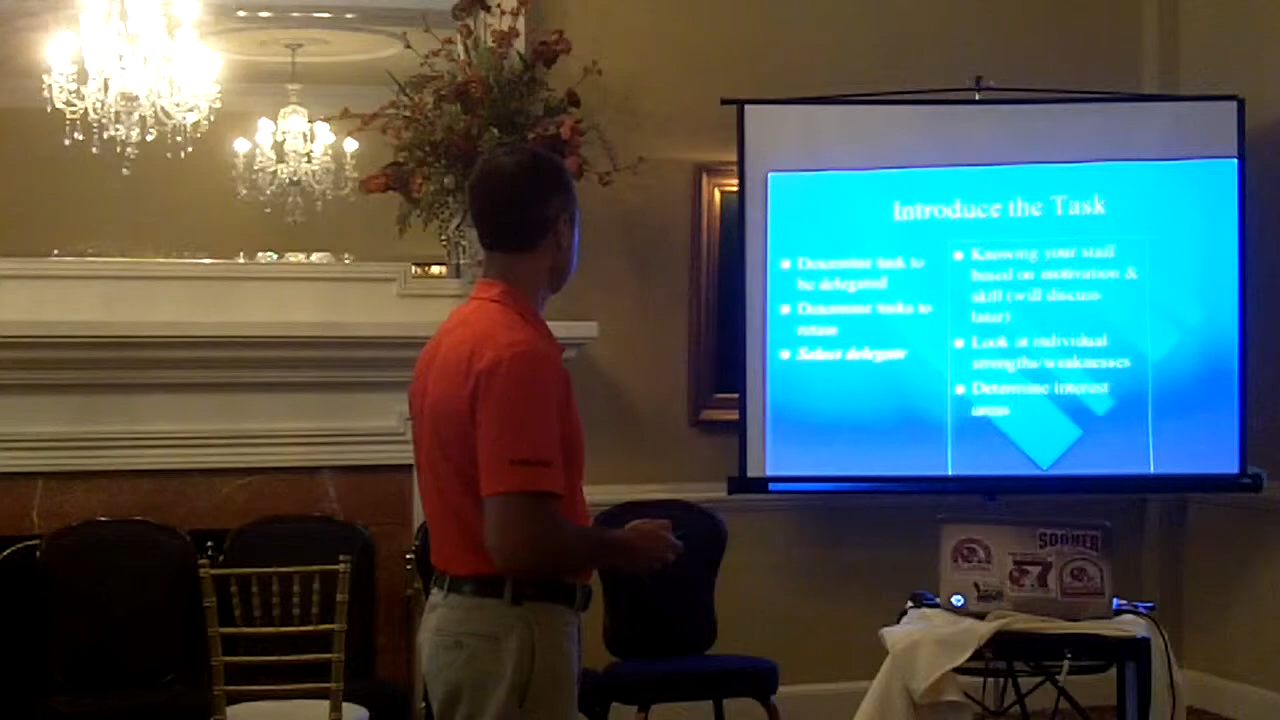 Introduce the Task
Determine task to
be delegated
Determine tasks to
retain
Select delegate
Knowing your staff
based on motivation &
skill (will discuss
later)
Look at individual
strengths/weaknesses
Determine interest
areas
SOONER